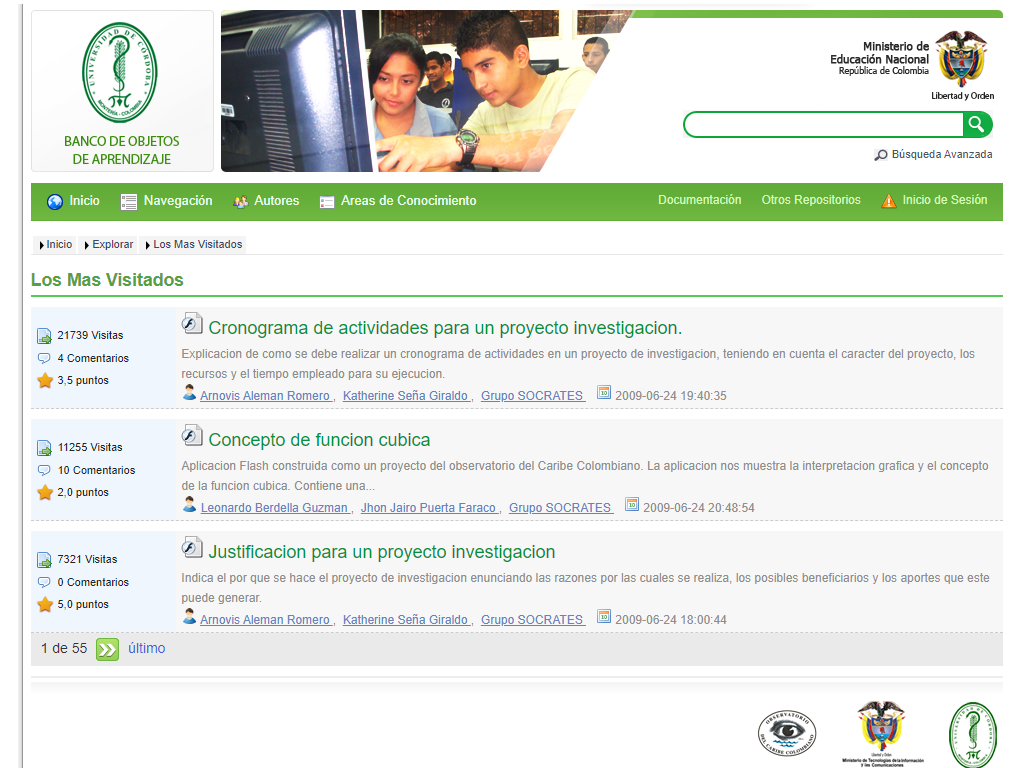 UNIVERSIDAD DE CÓRDOBA
MONTERÍA - COLOMBIA
BANCO DE OBJETOS
DE APRENDIZAJE
Ministerio de
Educación Nacional
República de Colombia
Libertad y Orden
Búsqueda Avanzada
Inicio Navegación Autores Areas de Conocimiento Documentación Otros Repositorios Inicio de Sesión
Inicio Explorar Los Mas Visitados
Los Mas Visitados
21739 Visitas
4 Comentarios
3,5 puntos
Cronograma de actividades para un proyecto investigacion.
Explicacion de como se debe realizar un cronograma de actividades en un proyecto de investigacion, teniendo en cuenta el caracter del proyecto, los
recursos y el tiempo empleado para su ejecucion.
Arnovis Aleman Romero , Katherine Seña Giraldo , Grupo SOCRATES 2009-06-24 19:40:35
11255 Visitas
10 Comentarios
2,0 puntos
Concepto de funcion cubica
Aplicacion Flash construida como un proyecto del observatorio del Caribe Colombiano. La aplicacion nos muestra la interpretacion grafica y el concepto
de la funcion cubica. Contiene una...
Leonardo Berdella Guzman , Jhon Jairo Puerta Faraco , Grupo SOCRATES 2009-06-24 20:48:54
7321 Visitas
0 Comentarios
5,0 puntos
Justificacion para un proyecto investigacion
Indica el por que se hace el proyecto de investigacion enunciando las razones por las cuales se realiza, los posibles beneficiarios y los aportes que este
puede generar.
Arnovis Aleman Romero , Katherine Seña Giraldo , Grupo SOCRATES 2009-06-24 18:00:44
1 de 55 último
OBSERVATORIO
DEL CARIBE COLOMBIANO
Libertad y Orden
Ministerio de Tecnologías de la Información
y las Comunicaciones
UNIVERSIDAD DE CÓRDOBA